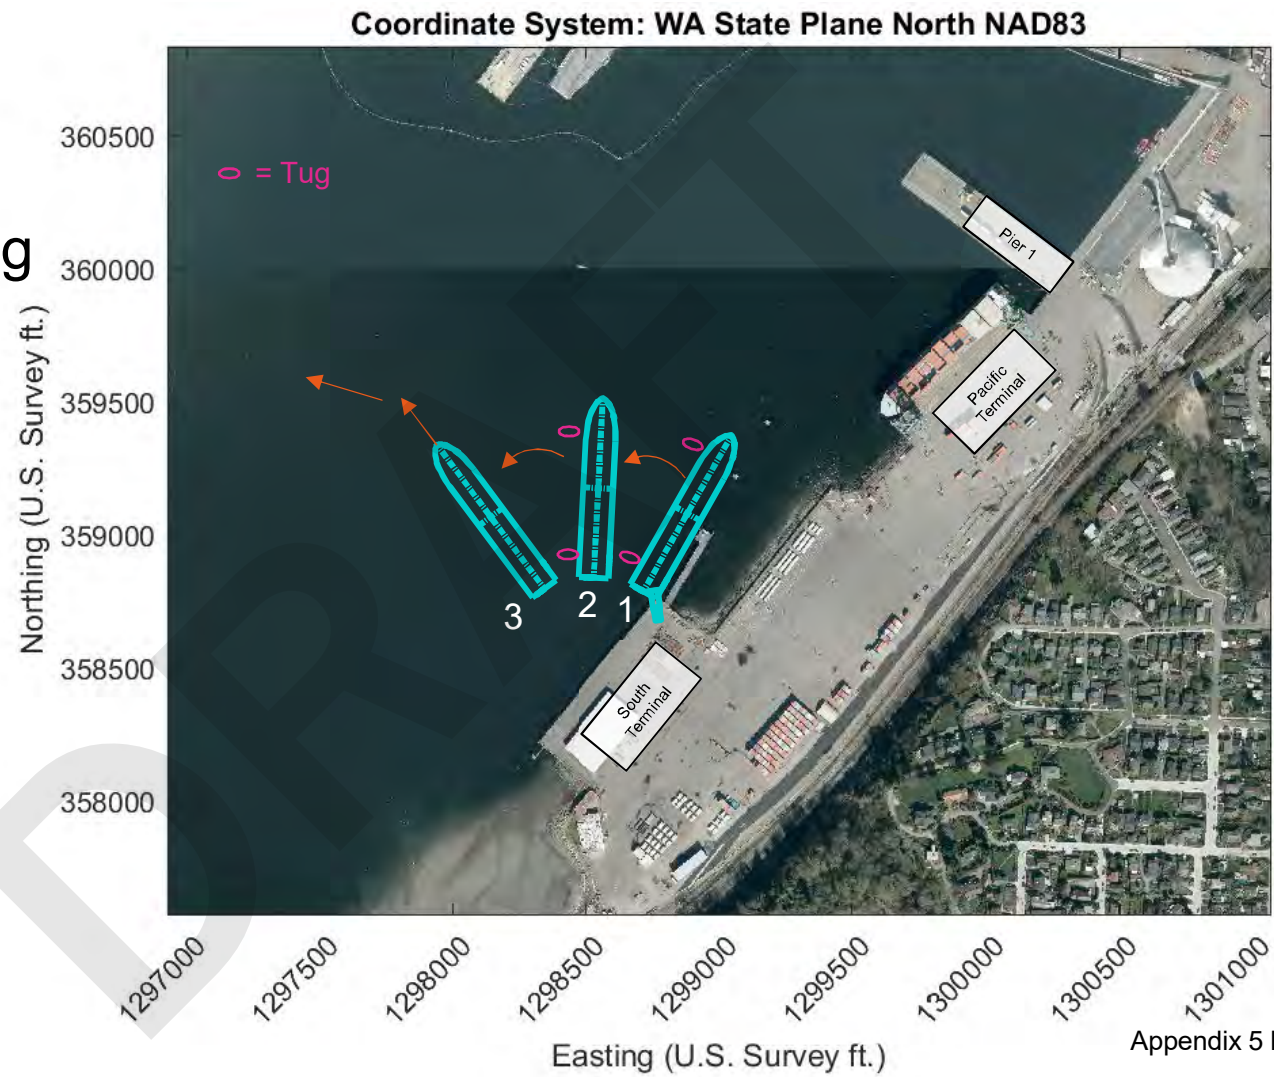 Coordinate System: WA State Plane North NAD83
360500
= Tug
g
Pier 1
360000
Northing (U.S. Survey ft.)
359500
Pacific
Terminal
359000
3
2
1
358500
South
Terminal
358000
DRAFT
1297000
1297500
1298000
1298500
1299000
1299500
1300000
1300500
1301000
Easting (U.S. Survey ft.)
Appendix 5